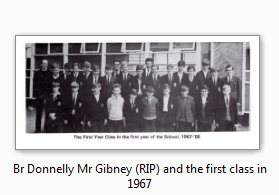 The First Year Class in the first year of the School, 1967-'68
Br Donnelly Mr Gibney (RIP) and the first class in
1967